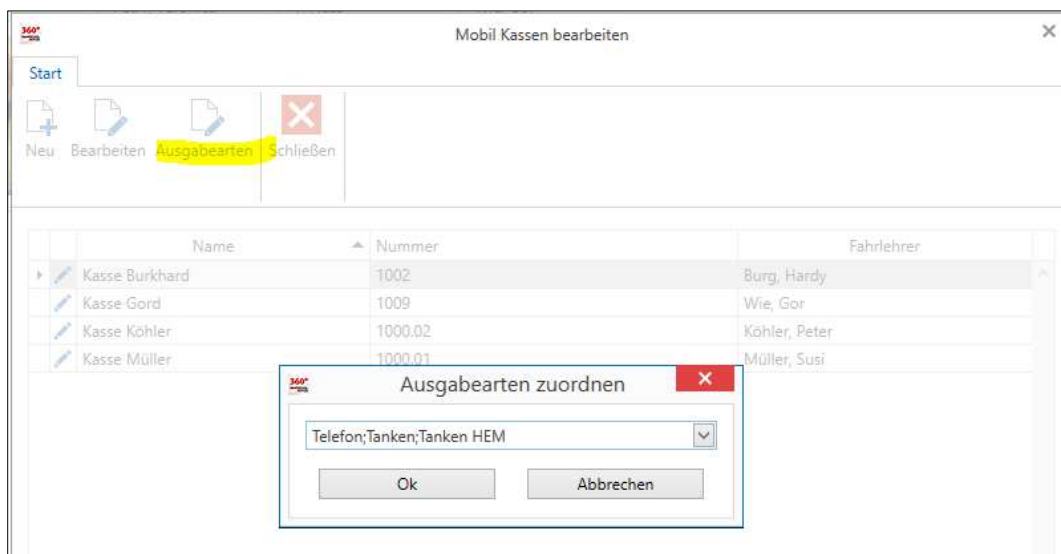 360°
Mobil Kassen bearbeiten
Start
Neu Bearbeiten Ausgabearten Schließen
Name Nummer Fahrlehrer
Kasse Burkhard 1002 Burg, Hardy
Kasse Gord 1009 Wie, Gor
Kasse Köhler 1000.02 Köhler, Peter
Kasse Müller 1000.01 Müller, Susi
360°
Ausgabearten zuordnen
Telefon;Tanken;Tanken HEM
Ok Abbrechen